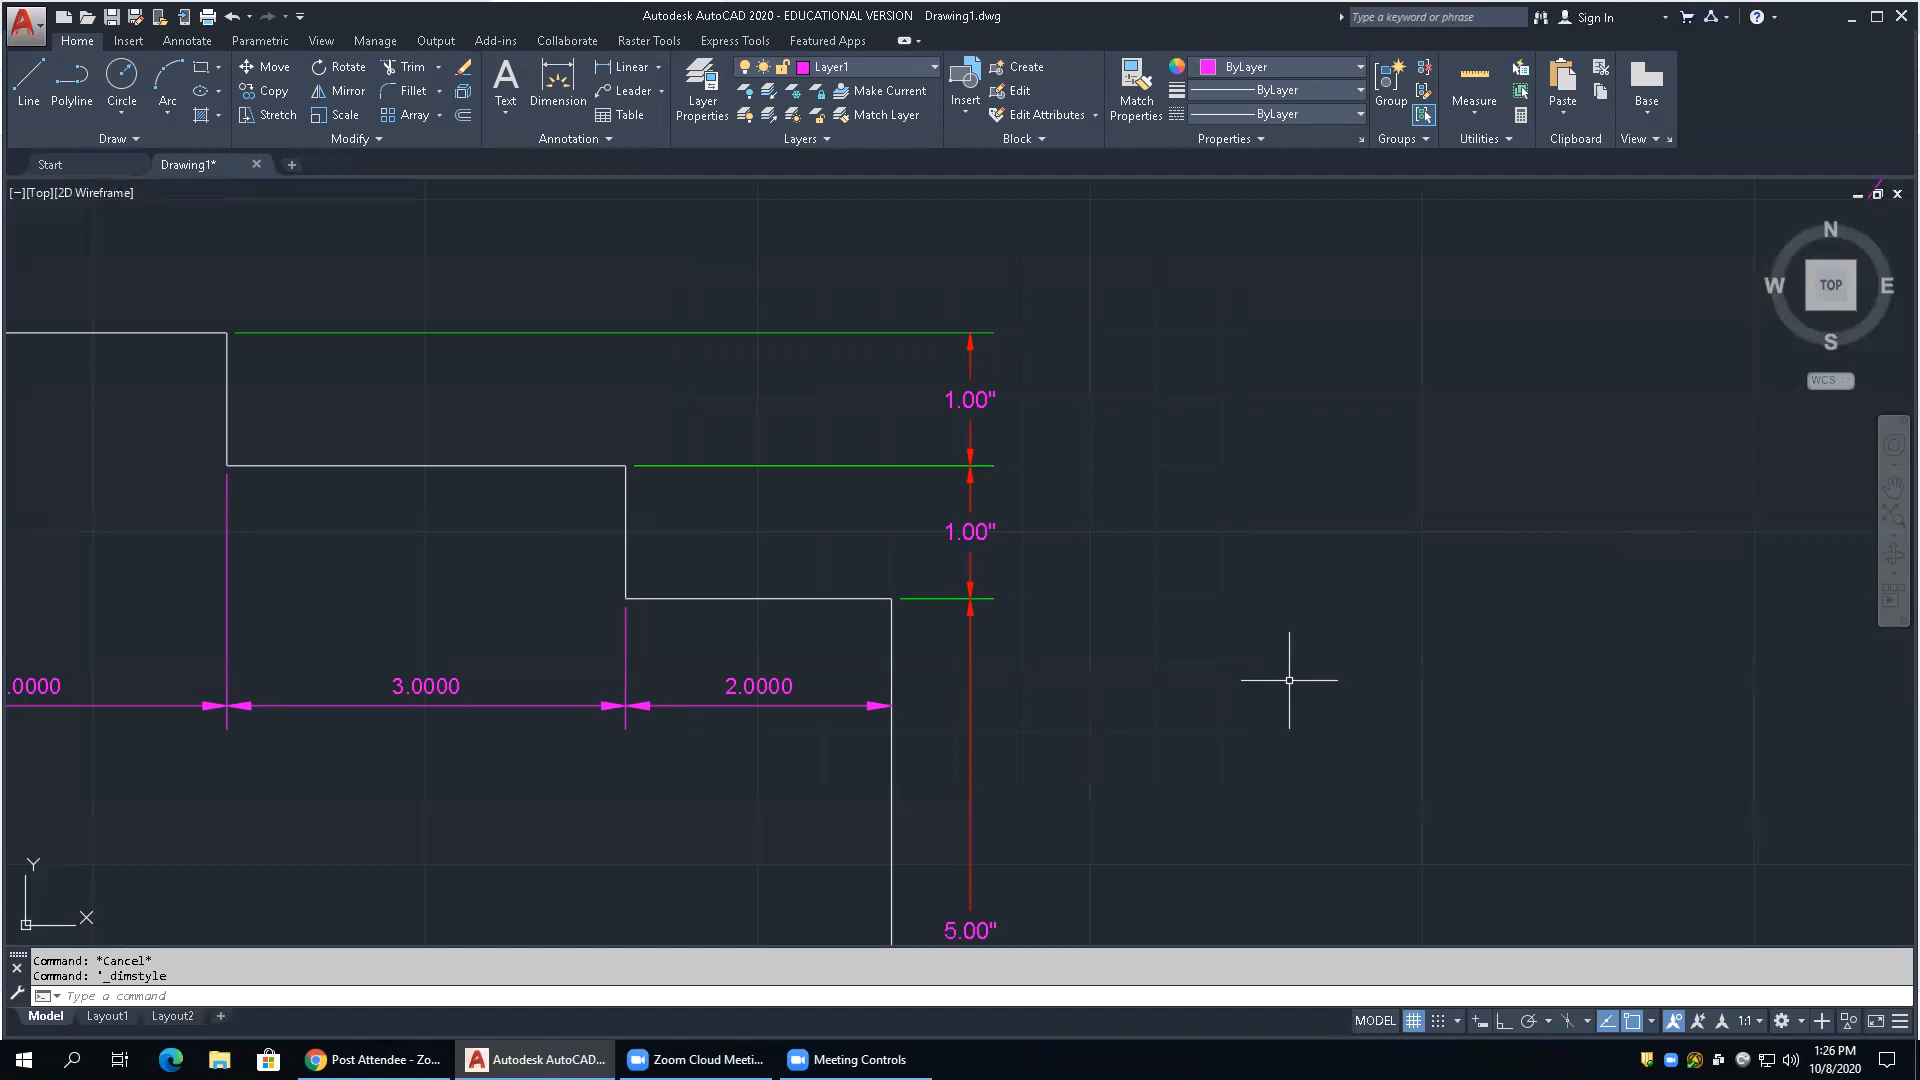 Autodesk AutoCAD 2020 - EDUCATIONAL VERSION Drawing1.dwg
Type a keyword or phrase
Sign In
Home Insert Annotate Parametric View Manage Output Add-ins Collaborate Raster Tools Express Tools Featured Apps
Line Polyline Circle Arc
Move Rotate Trim
Copy Mirror Fillet
Stretch Scale Array
Text Dimension
Linear
Leader
Table
Layer Properties
Layer1
Make Current
Match Layer
Insert
Create
Edit
Edit Attributes
Match Properties
ByLayer
ByLayer
ByLayer
Group
Measure
Paste
Base
Draw Modify Annotation Layers Block Properties Groups Utilities Clipboard View
Start Drawing1*
[−][Top][2D Wireframe]
N
W TOP E
S
WCS
1.00"
1.00"
.0000 3.0000 2.0000
5.00"
Y
X
Command: *Cancel*
Command: '_dimstyle
Type a command
Model Layout1 Layout2
MODEL 1:1
Post Attendee - Zo...
Autodesk AutoCAD...
Zoom Cloud Meeti...
Meeting Controls
1:26 PM
10/8/2020